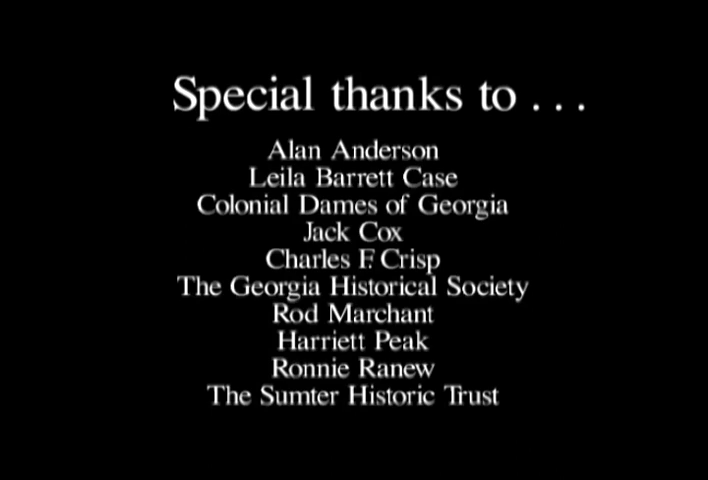 Special thanks to . . .
Alan Anderson
Leila Barrett Case
Colonial Dames of Georgia
Jack Cox
Charles F. Crisp
The Georgia Historical Society
Rod Marchant
Harriett Peak
Ronnie Ranew
The Sumter Historic Trust